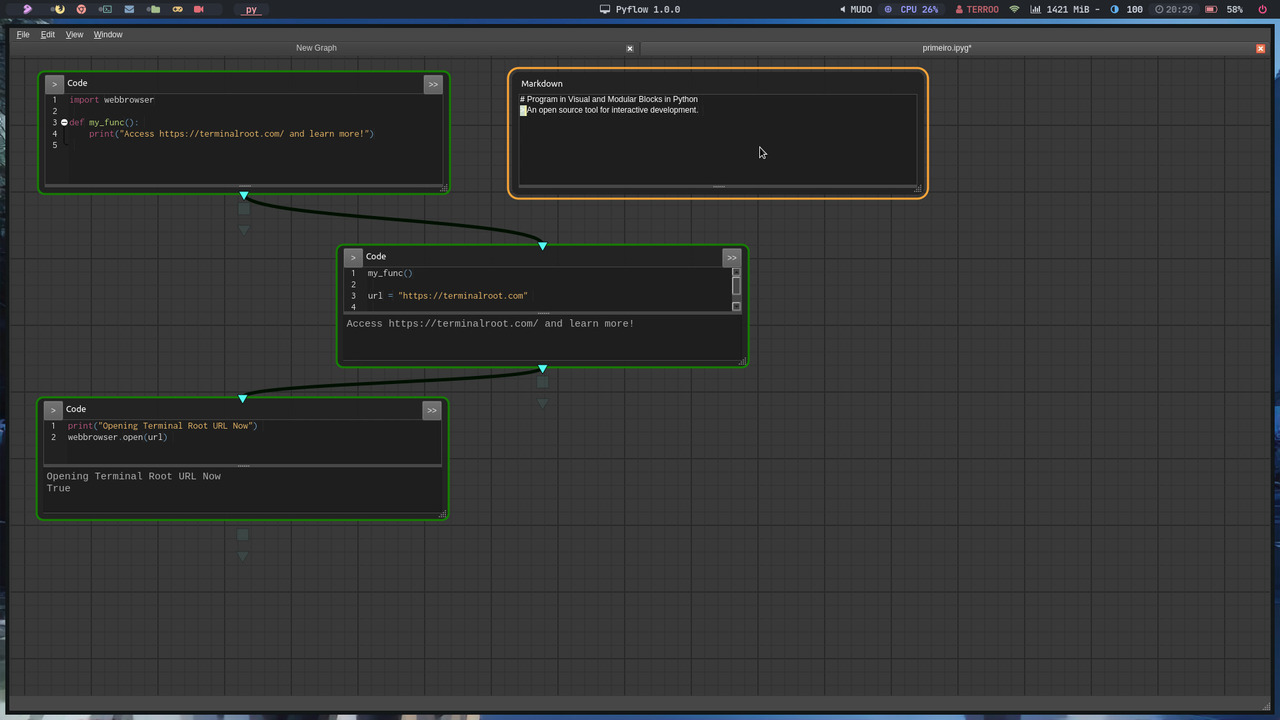 py
Pyflow 1.0.0
MUDO
CPU 26%
TERROO
1421 MiB -
100
20:29
58%
File Edit View Window
New Graph
primeiro.ipyg*
> Code >>
1 import webbrowser
2
3 def my_func():
4 print("Access https://terminalroot.com/ and learn more!")
5
Markdown
# Program in Visual and Modular Blocks in Python
An open source tool for interactive development.
> Code >>
1 my_func()
2
3 url = "https://terminalroot.com"
4
Access https://terminalroot.com/ and learn more!
> Code >>
1 print("Opening Terminal Root URL Now")
2 webbrowser.open(url)
Opening Terminal Root URL Now
True